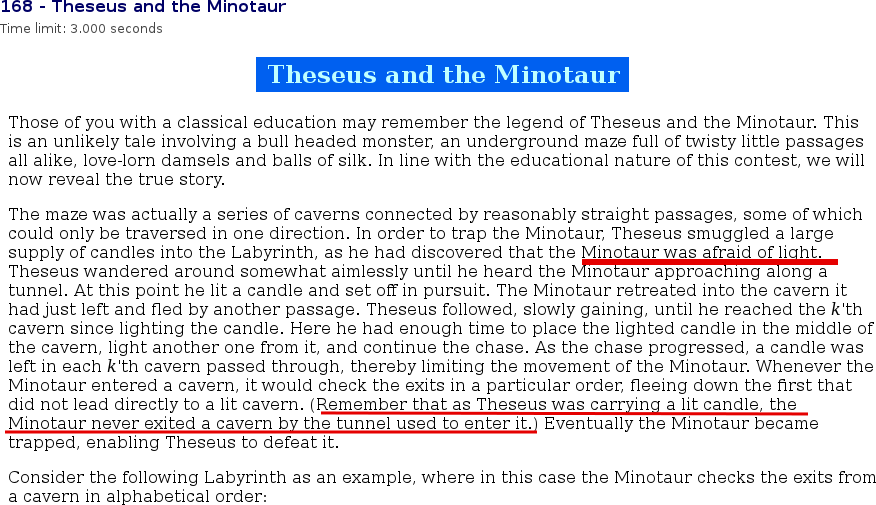 168 - Theseus and the Minotaur
Time limit: 3.000 seconds
Theseus and the Minotaur
Those of you with a classical education may remember the legend of Theseus and the Minotaur. This
is an unlikely tale involving a bull headed monster, an underground maze full of twisty little passages
all alike, love-lorn damsels and balls of silk. In line with the educational nature of this contest, we will
now reveal the true story.
The maze was actually a series of caverns connected by reasonably straight passages, some of which
could only be traversed in one direction. In order to trap the Minotaur, Theseus smuggled a large
supply of candles into the Labyrinth, as he had discovered that the Minotaur was afraid of light.
Theseus wandered around somewhat aimlessly until he heard the Minotaur approaching along a
tunnel. At this point he lit a candle and set off in pursuit. The Minotaur retreated into the cavern it
had just left and fled by another passage. Theseus followed, slowly gaining, until he reached the k'th
cavern since lighting the candle. Here he had enough time to place the lighted candle in the middle of
the cavern, light another one from it, and continue the chase. As the chase progressed, a candle was
left in each k'th cavern passed through, thereby limiting the movement of the Minotaur. Whenever the
Minotaur entered a cavern, it would check the exits in a particular order, fleeing down the first that
did not lead directly to a lit cavern. (Remember that as Theseus was carrying a lit candle, the
Minotaur never exited a cavern by the tunnel used to enter it.) Eventually the Minotaur became
trapped, enabling Theseus to defeat it.
Consider the following Labyrinth as an example, where in this case the Minotaur checks the exits from
a cavern in alphabetical order: